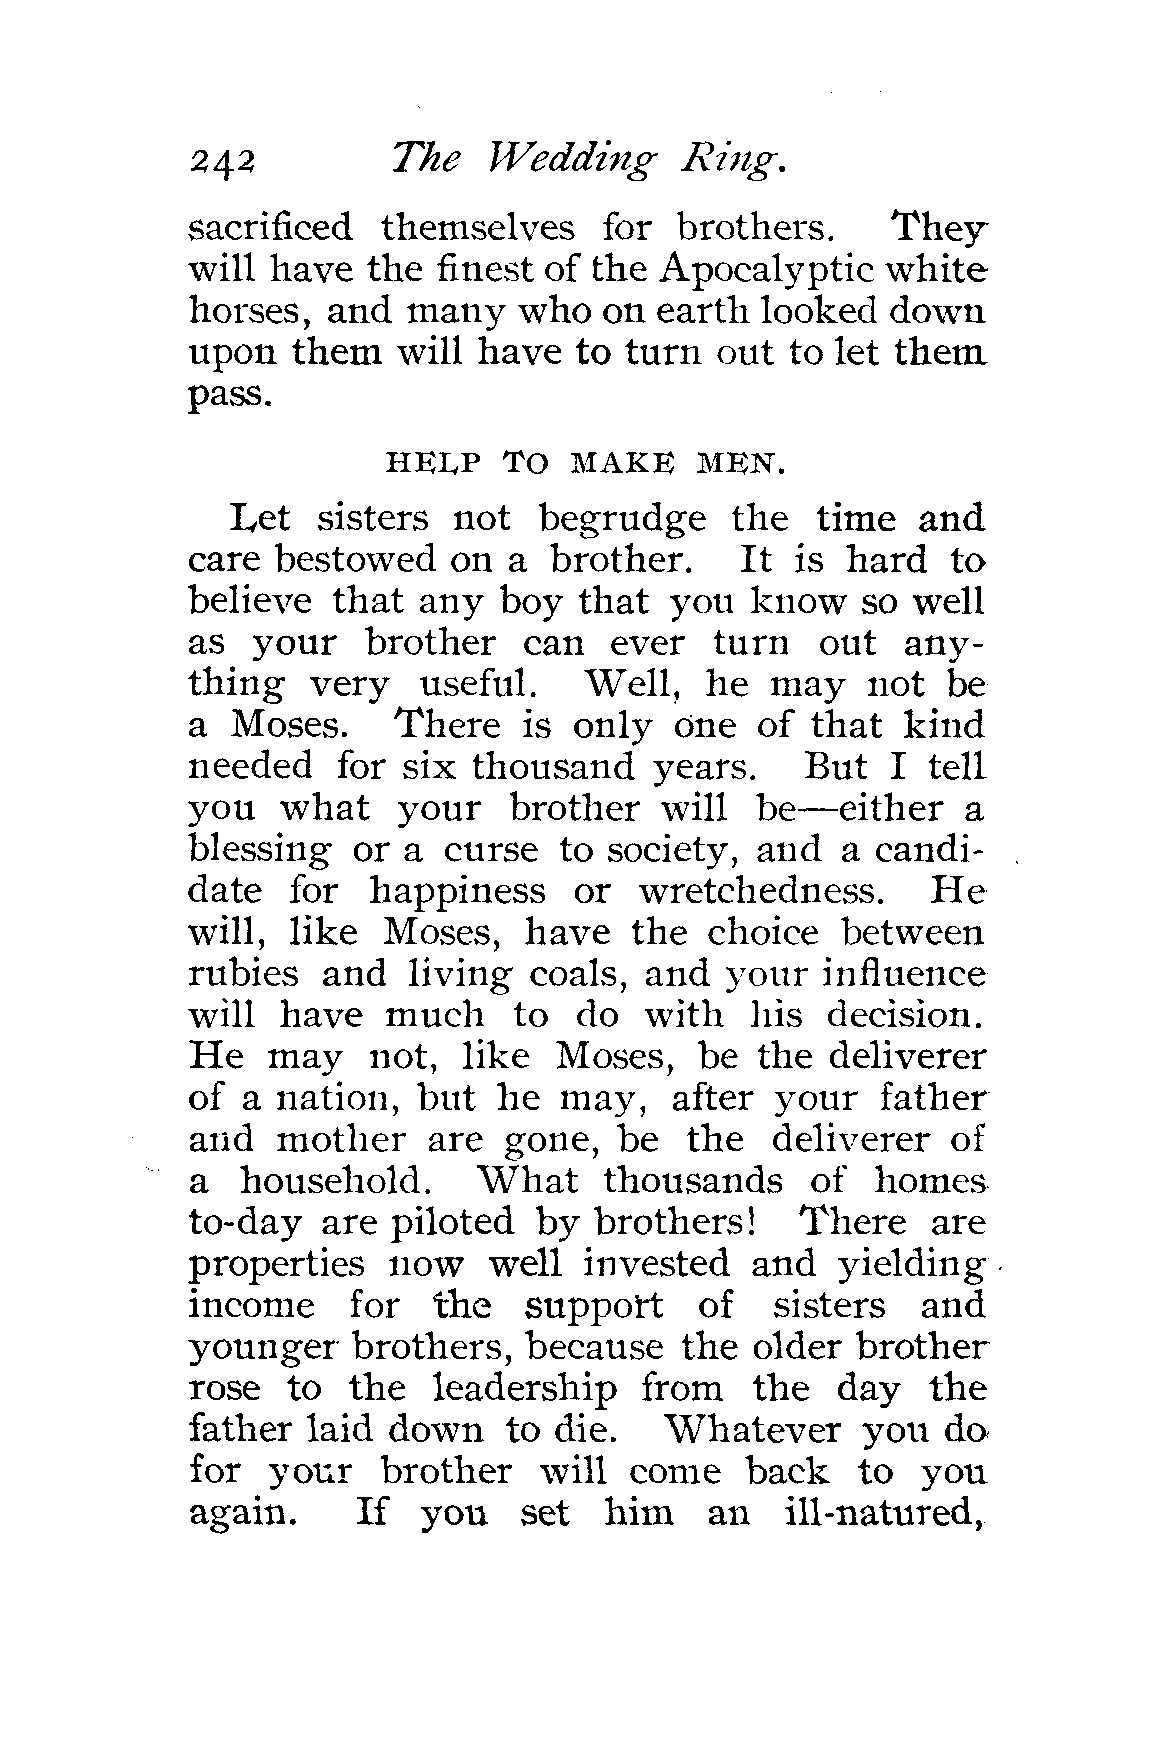 242 The Wedding Ring.
sacrificed themselves for brothers. They
will have the finest of the Apocalyptic white
horses, and many who on earth looked down
upon them will have to turn out to let them
pass.
HELP TO MAKE MEN.
Let sisters not begrudge the time and
care bestowed on a brother. It is hard to
believe that any boy that you know so well
as your brother can ever turn out any-
thing very useful. Well, he may not be
a Moses. There is only one of that kind
needed for six thousand years. But I tell
you what your brother will be—either a
blessing or a curse to society, and a candi-
date for happiness or wretchedness. He
will, like Moses, have the choice between
rubies and living coals, and your influence
will have much to do with his decision.
He may not, like Moses, be the deliverer
of a nation, but he may, after your father
and mother are gone, be the deliverer of
a household. What thousands of homes
to-day are piloted by brothers! There are
properties now well invested and yielding
income for the support of sisters and
younger brothers, because the older brother
rose to the leadership from the day the
father laid down to die. Whatever you do
for your brother will come back to you
again. If you set him an ill-natured,